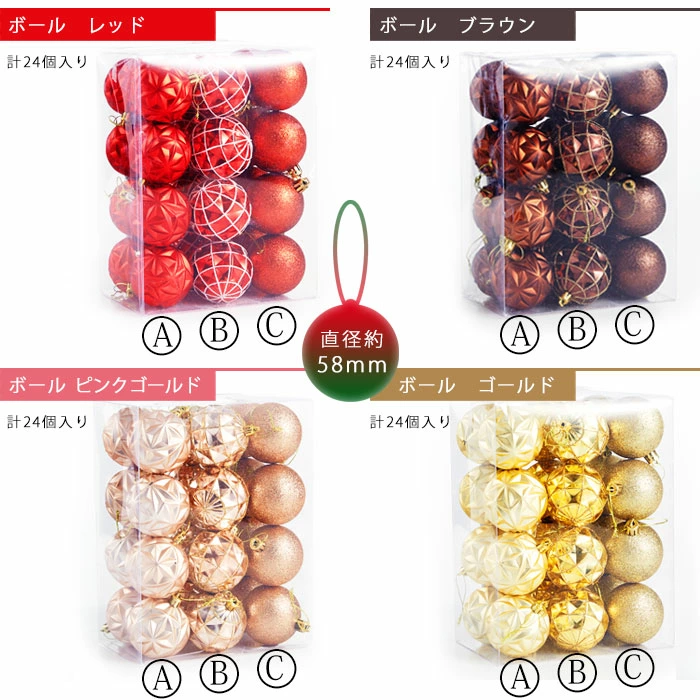 ボール　レッド
計24個入り
Ⓐ Ⓑ Ⓒ
ボール　ブラウン
計24個入り
Ⓐ Ⓑ Ⓒ
直径約
58mm
ボール ピンクゴールド
計24個入り
Ⓐ Ⓑ Ⓒ
ボール　ゴールド
計24個入り
Ⓐ Ⓑ Ⓒ